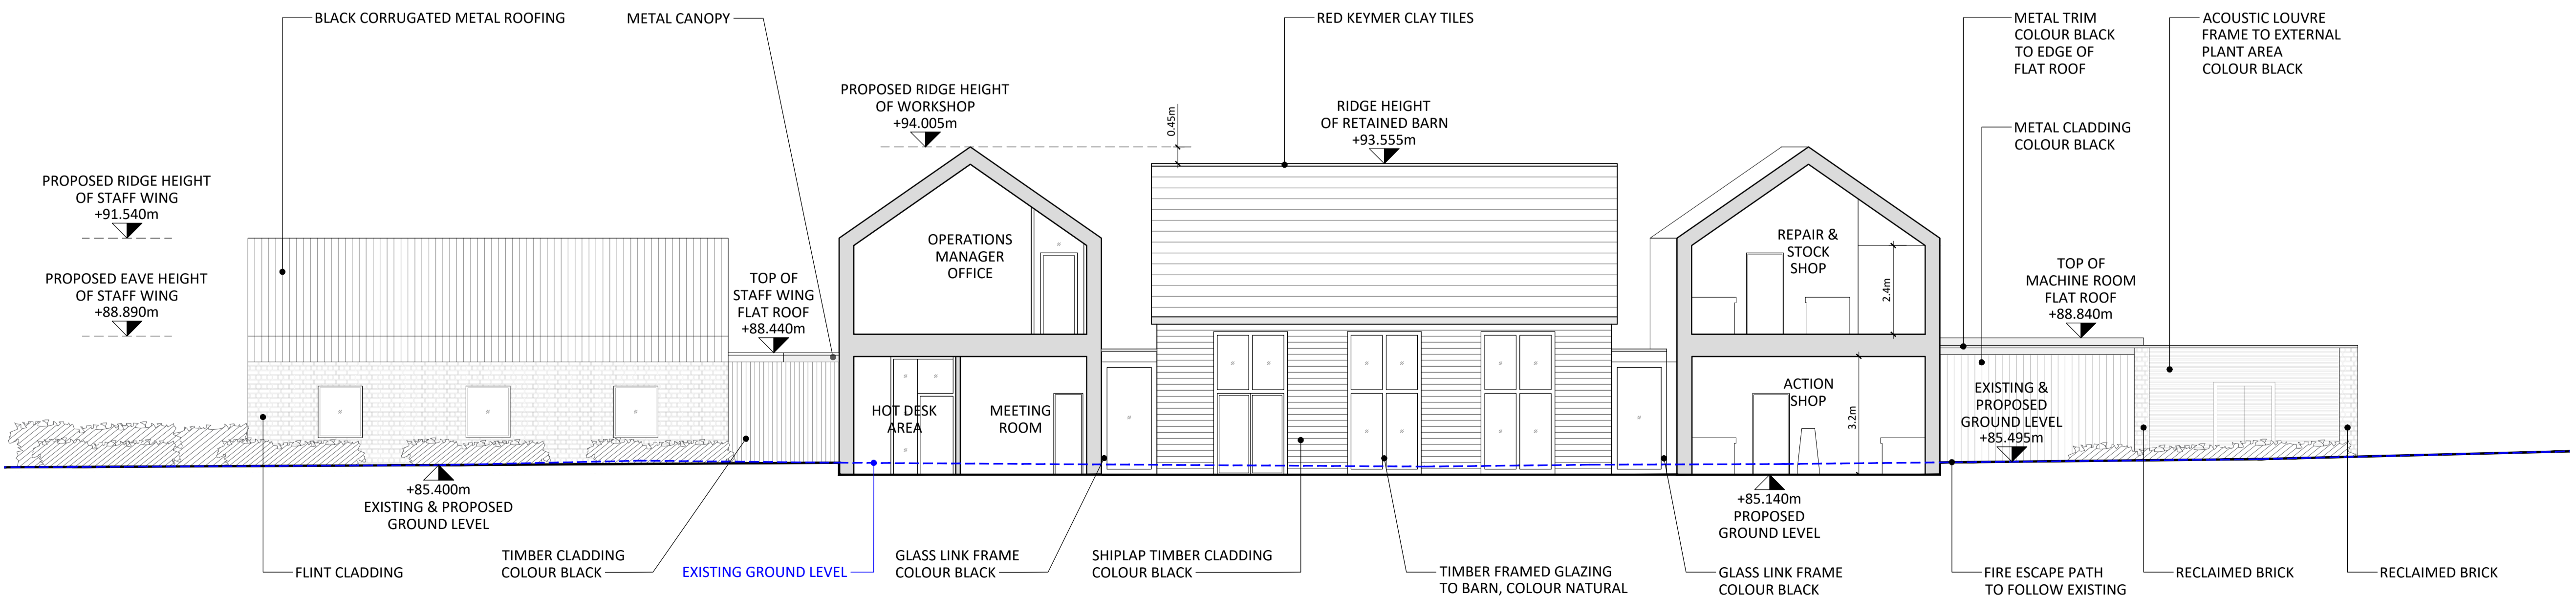 BLACK CORRUGATED METAL ROOFING
METAL CANOPY
RED KEYMER CLAY TILES
METAL TRIM
COLOUR BLACK
TO EDGE OF
FLAT ROOF
ACOUSTIC LOUVRE
FRAME TO EXTERNAL
PLANT AREA
COLOUR BLACK
PROPOSED RIDGE HEIGHT
OF WORKSHOP
+94.005m
0.45m
RIDGE HEIGHT
OF RETAINED BARN
+93.555m
METAL CLADDING
COLOUR BLACK
PROPOSED RIDGE HEIGHT
OF STAFF WING
+91.540m
PROPOSED EAVE HEIGHT
OF STAFF WING
+88.890m
TOP OF
STAFF WING
FLAT ROOF
+88.440m
OPERATIONS
MANAGER
OFFICE
REPAIR &
STOCK
SHOP
2.4m
TOP OF
MACHINE ROOM
FLAT ROOF
+88.840m
HOT DESK
AREA
MEETING
ROOM
ACTION
SHOP
3.2m
EXISTING &
PROPOSED
GROUND LEVEL
+85.495m
+85.400m
EXISTING & PROPOSED
GROUND LEVEL
+85.140m
PROPOSED
GROUND LEVEL
FLINT CLADDING
TIMBER CLADDING
COLOUR BLACK
EXISTING GROUND LEVEL
GLASS LINK FRAME
COLOUR BLACK
SHIPLAP TIMBER CLADDING
COLOUR BLACK
TIMBER FRAMED GLAZING
TO BARN, COLOUR NATURAL
GLASS LINK FRAME
COLOUR BLACK
FIRE ESCAPE PATH
TO FOLLOW EXISTING
RECLAIMED BRICK
RECLAIMED BRICK